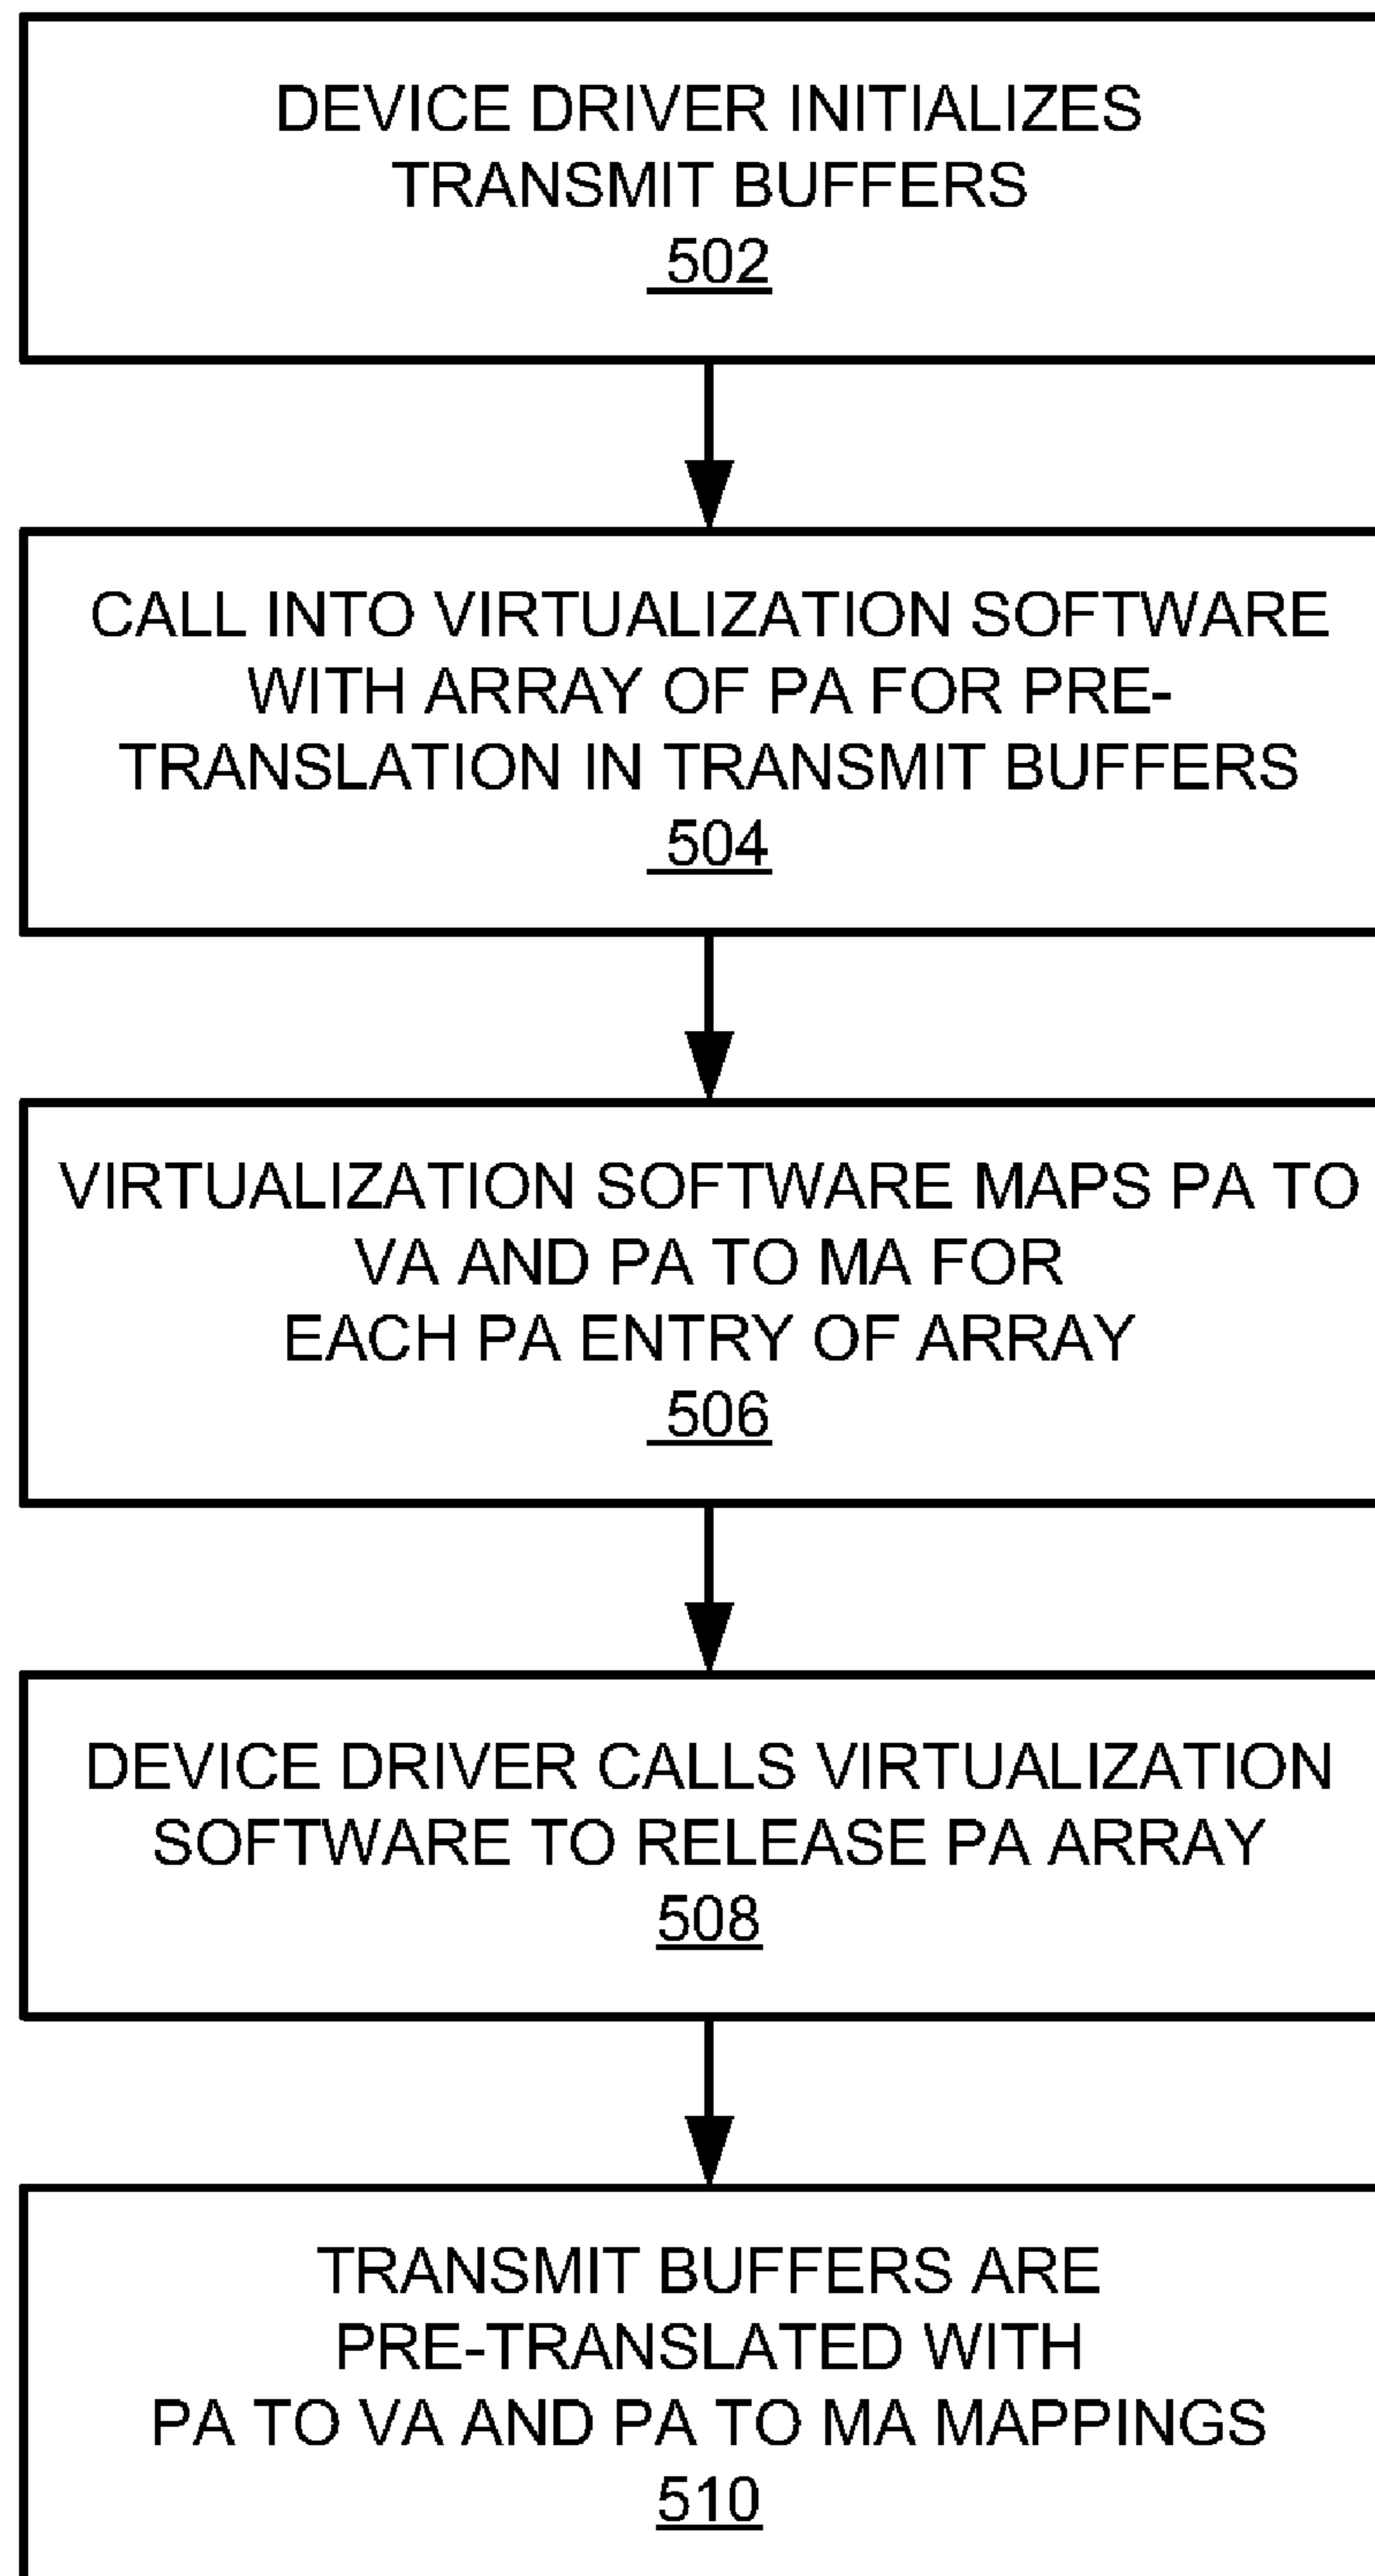 DEVICE DRIVER INITIALIZES
TRANSMIT BUFFERS
502
CALL INTO VIRTUALIZATION SOFTWARE
WITH ARRAY OF PA FOR PRE-
TRANSLATION IN TRANSMIT BUFFERS
504
VIRTUALIZATION SOFTWARE MAPS PA TO
VA AND PA TO MA FOR
EACH PA ENTRY OF ARRAY
506
DEVICE DRIVER CALLS VIRTUALIZATION
SOFTWARE TO RELEASE PA ARRAY
508
TRANSMIT BUFFERS ARE
PRE-TRANSLATED WITH
PA TO VA AND PA TO MA MAPPINGS
510